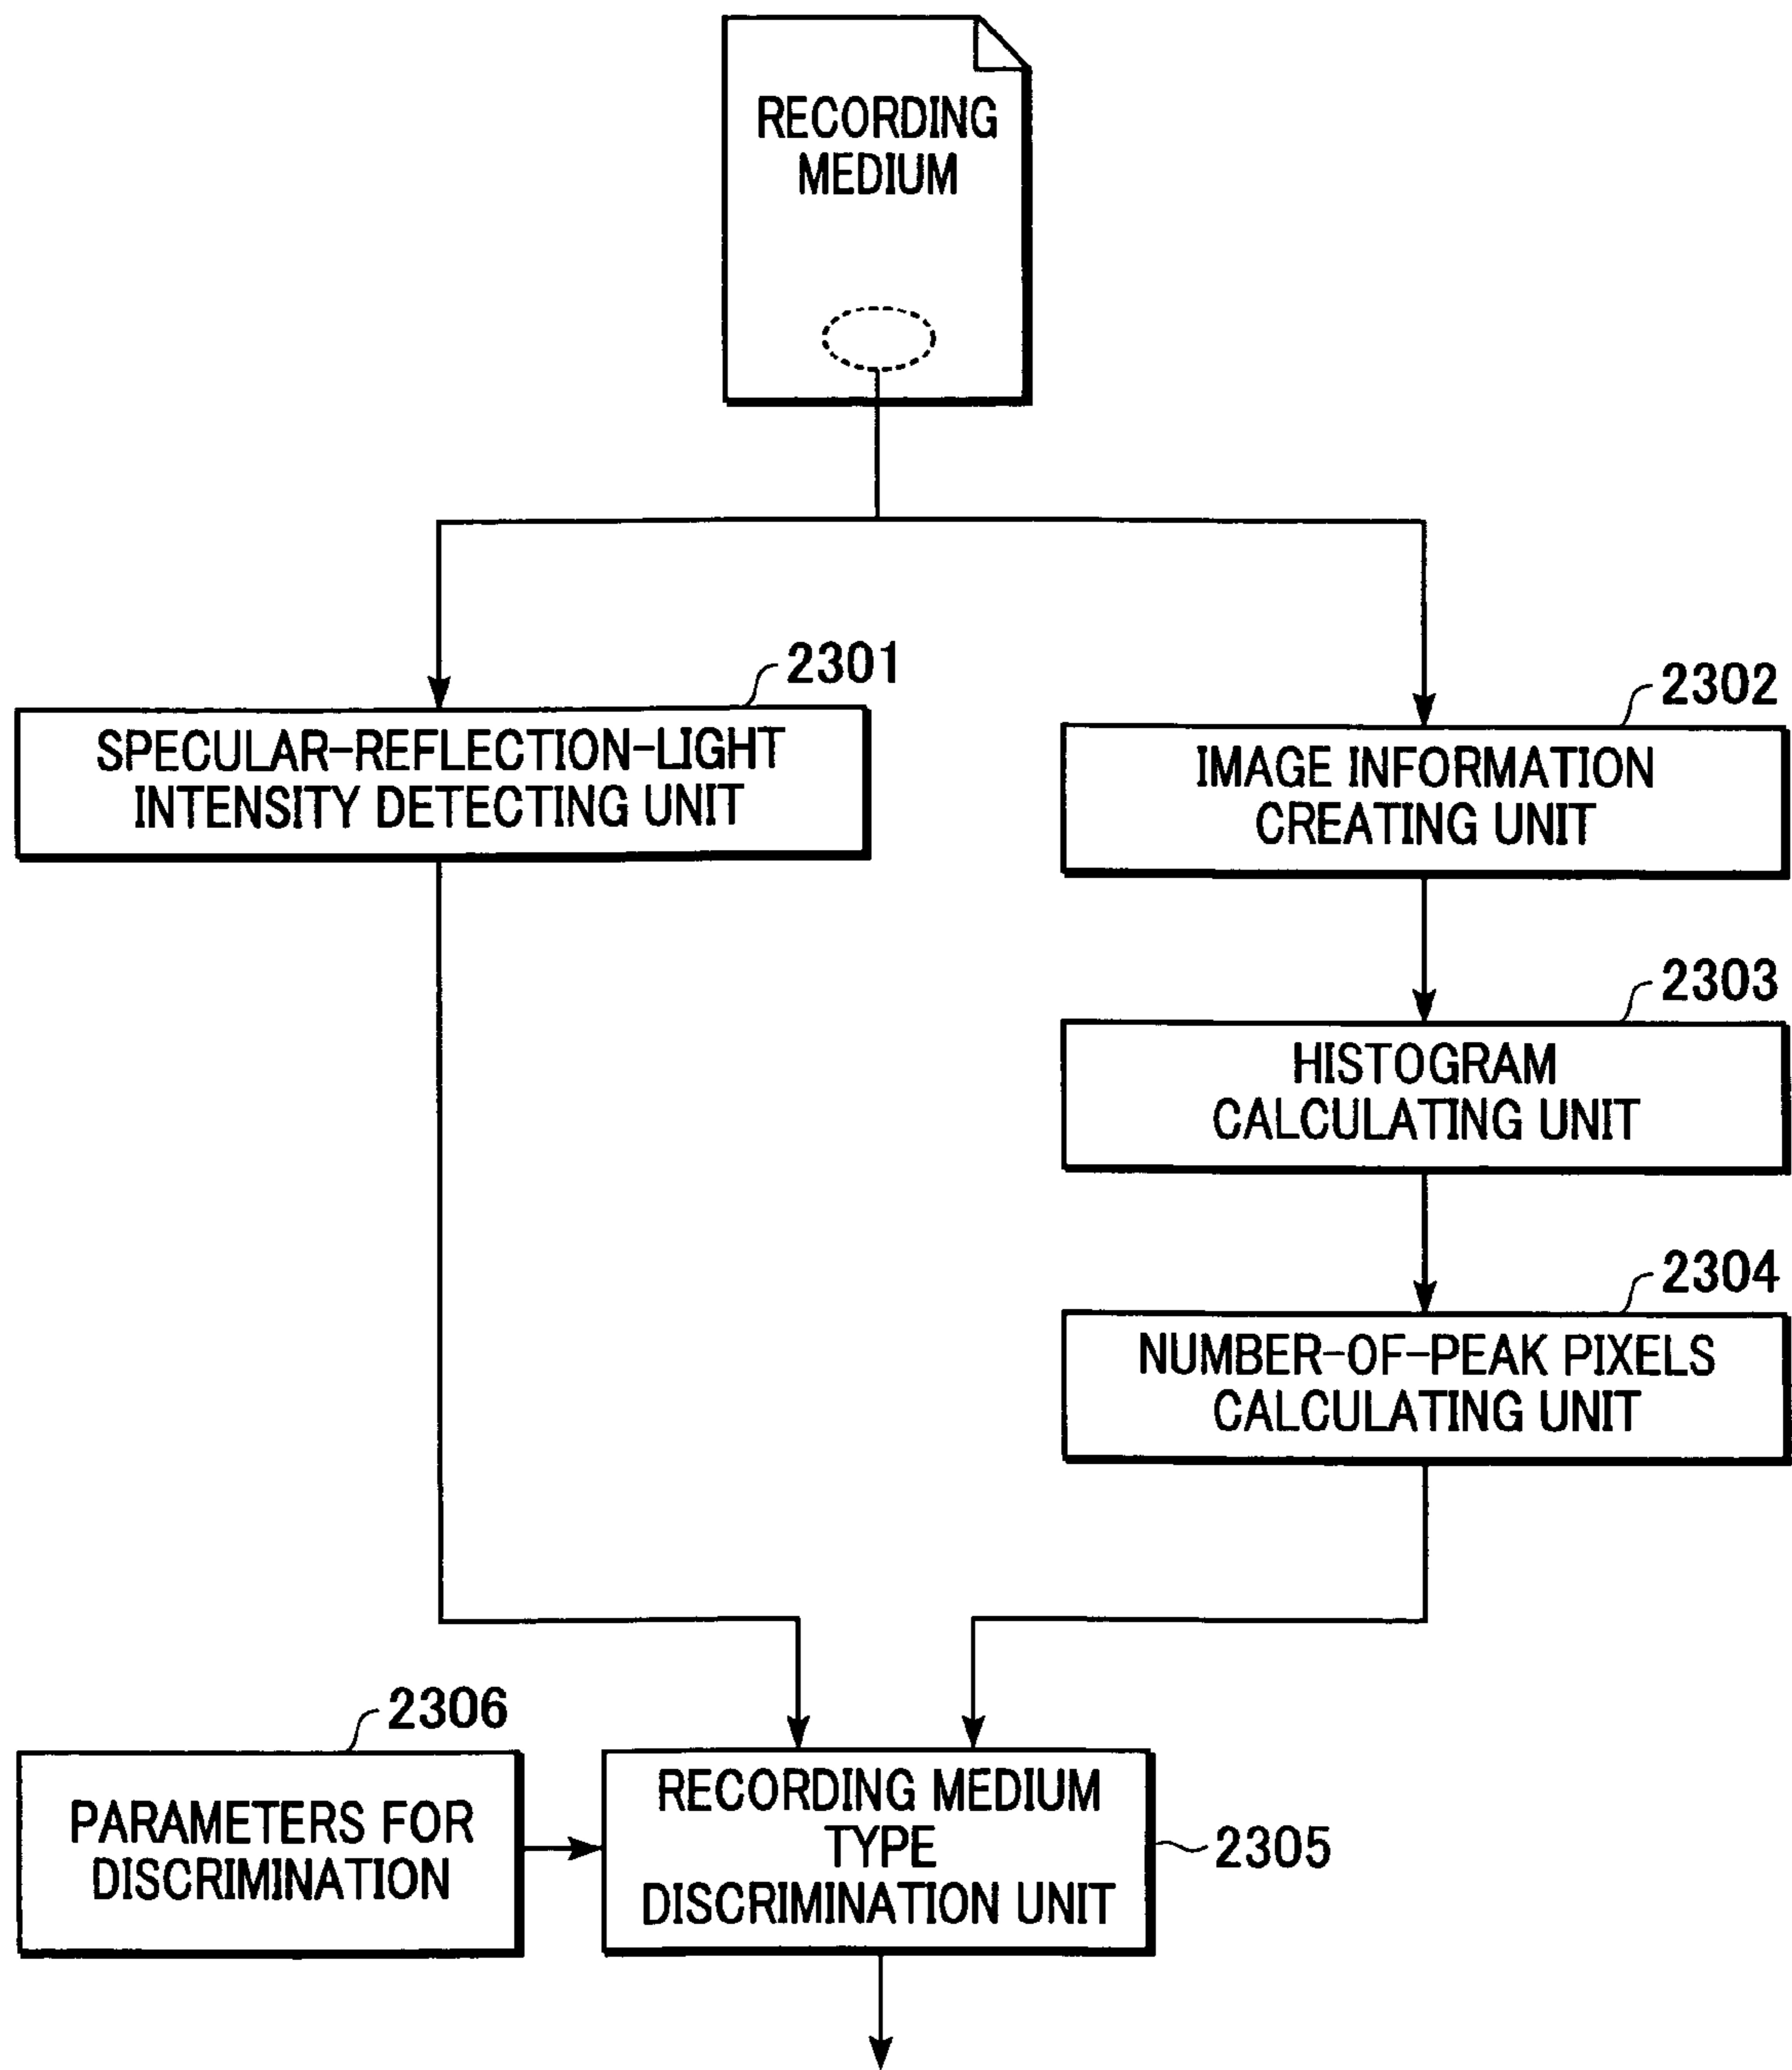 RECORDING
MEDIUM
2301
SPECULAR-REFLECTION-LIGHT
INTENSITY DETECTING UNIT
2302
IMAGE INFORMATION
CREATING UNIT
2303
HISTOGRAM
CALCULATING UNIT
2304
NUMBER-OF-PEAK PIXELS
CALCULATING UNIT
2306
PARAMETERS FOR
DISCRIMINATION
RECORDING MEDIUM
TYPE
DISCRIMINATION UNIT
2305